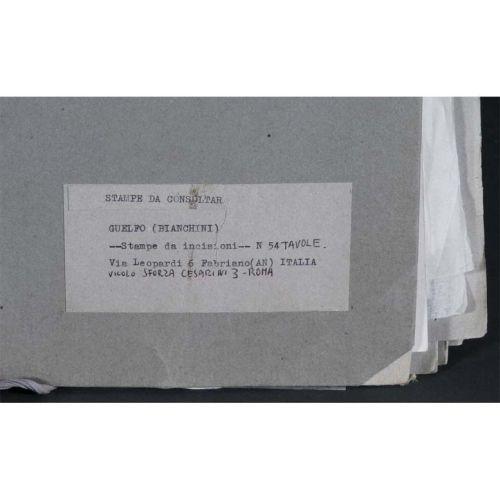 STAMPE DA CONSULTAR
GUELFO (BIANCHINI)
--Stampe da incisioni-- N 54 TAVOLE.
Via Leopardi 6 Fabriano(AN) ITALIA
VICOLO SFORZA CESARINI 3 - ROMA